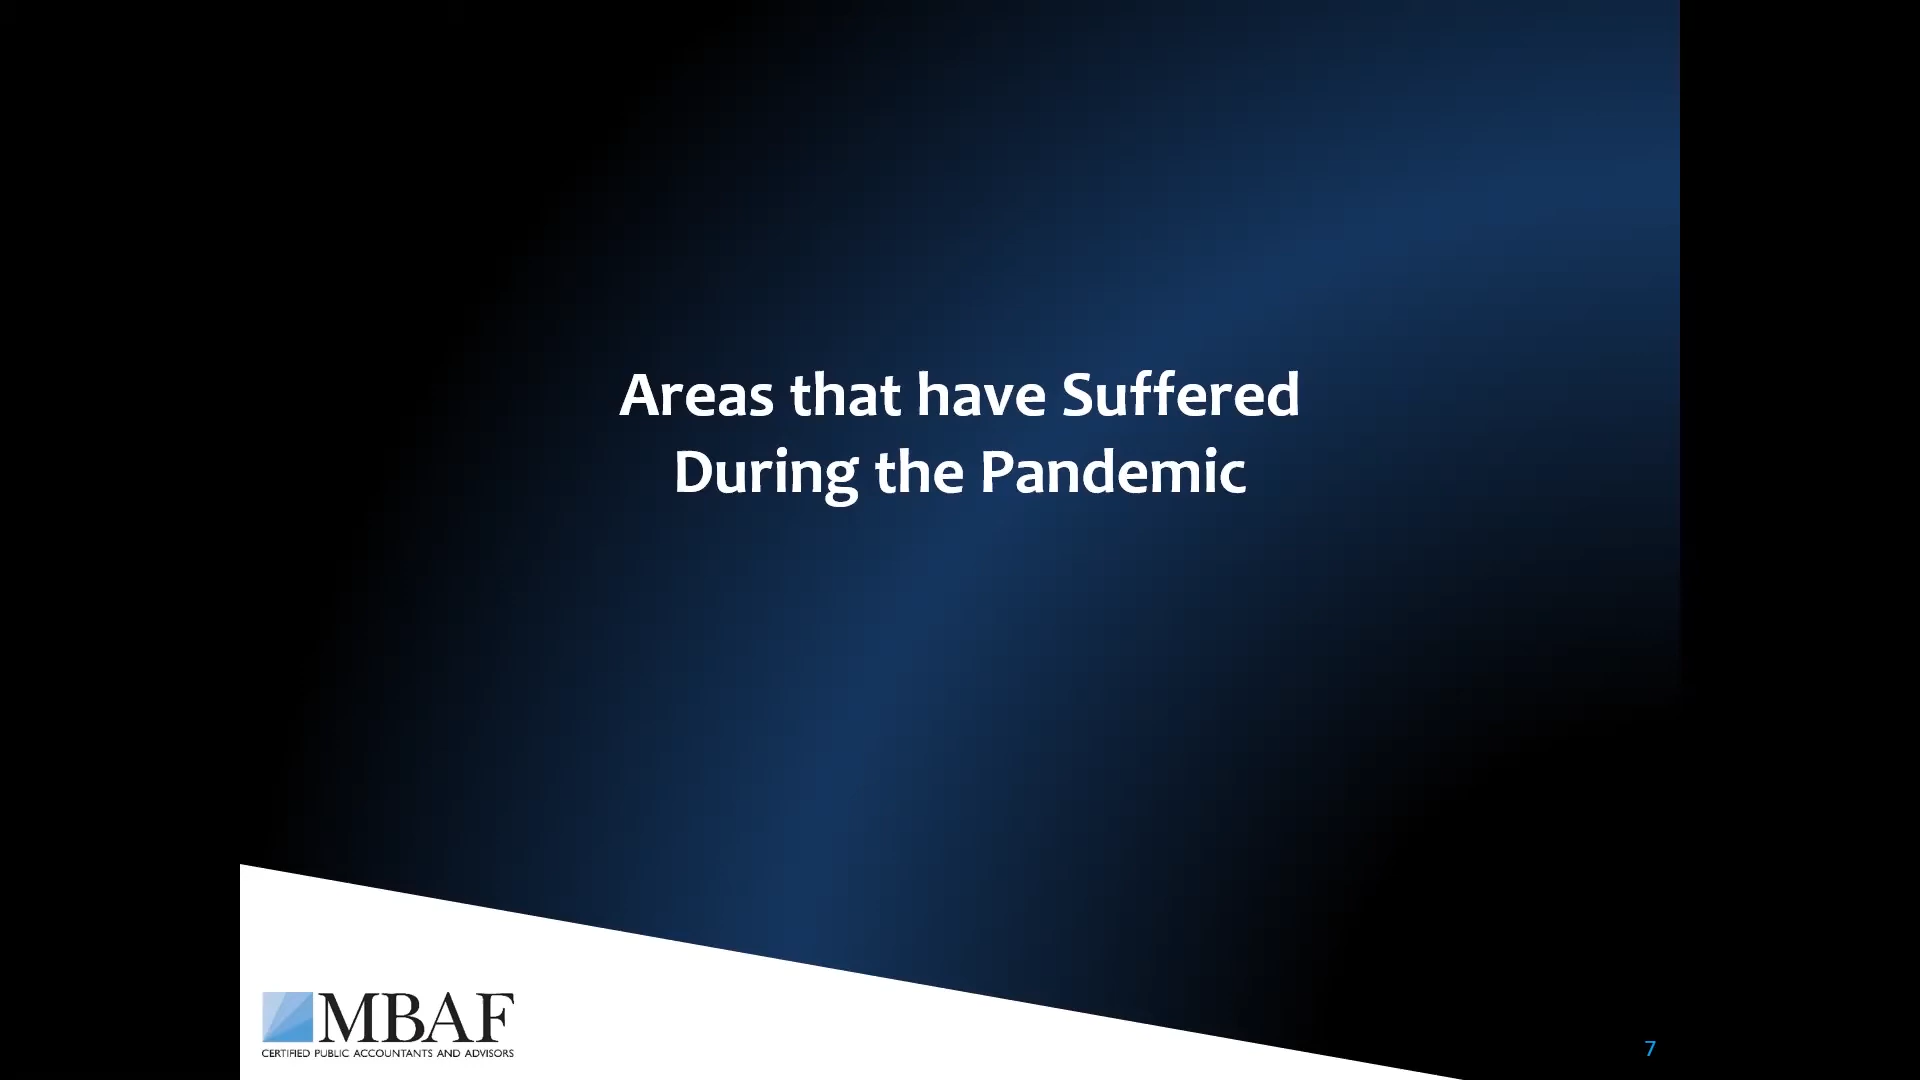 Areas that have Suffered
During the Pandemic
MBAF
CERTIFIED PUBLIC ACCOUNTANTS AND ADVISORS
7